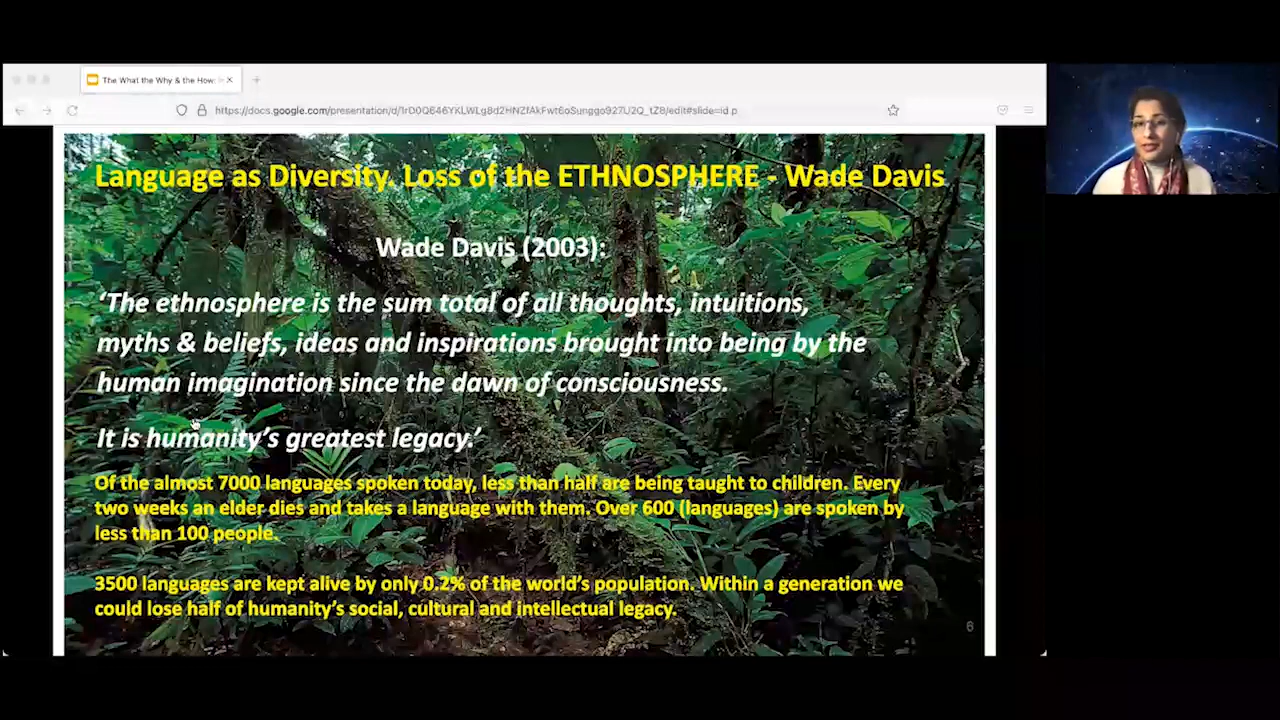 The What the Why & the How:
https://docs.google.com/presentation/d/
Language as Diversity. Loss of the ETHNOSPHERE - Wade Davis
Wade Davis (2003):
‘The ethnosphere is the sum total of all thoughts, intuitions,
myths & beliefs, ideas and inspirations brought into being by the
human imagination since the dawn of consciousness.
It is humanity’s greatest legacy.’
Of the almost 7000 languages spoken today, less than half are being taught to children. Every
two weeks an elder dies and takes a language with them. Over 600 (languages) are spoken by
less than 100 people.
3500 languages are kept alive by only 0.2% of the world’s population. Within a generation we
could lose half of humanity’s social, cultural and intellectual legacy.
6